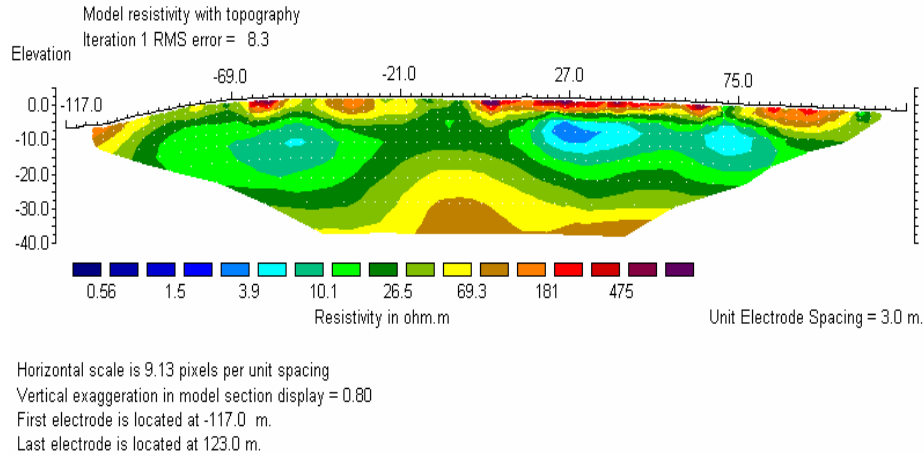 Model resistivity with topography
Iteration 1 RMS error = 8.3
Elevation
-69.0 -21.0 27.0 75.0
0.0 -117.0
-10.0
-20.0
-30.0
-40.0
0.56 1.5 3.9 10.1 26.5 69.3 181 475
Resistivity in ohm.m Unit Electrode Spacing = 3.0 m.
Horizontal scale is 9.13 pixels per unit spacing
Vertical exaggeration in model section display = 0.80
First electrode is located at -117.0 m.
Last electrode is located at 123.0 m.